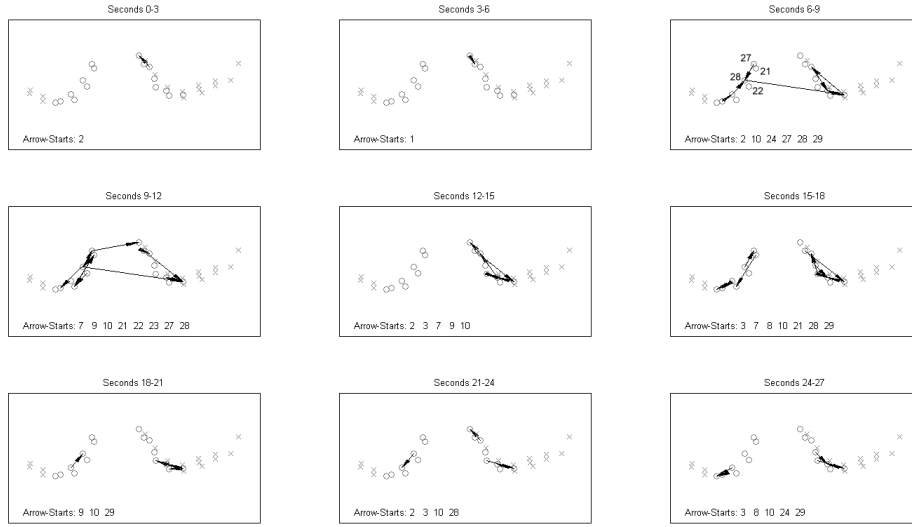 Seconds 0-3
Arrow-Starts: 2
Seconds 3-6
Arrow-Starts: 1
Seconds 6-9
27
21
28
22
Arrow-Starts: 2 10 24 27 28 29
Seconds 9-12
Arrow-Starts: 7 9 10 21 22 23 27 28
Seconds 12-15
Arrow-Starts: 2 3 7 9 10
Seconds 15-18
Arrow-Starts: 3 7 8 10 21 28 29
Seconds 18-21
Arrow-Starts: 9 10 29
Seconds 21-24
Arrow-Starts: 2 3 10 28
Seconds 24-27
Arrow-Starts: 3 8 10 24 29